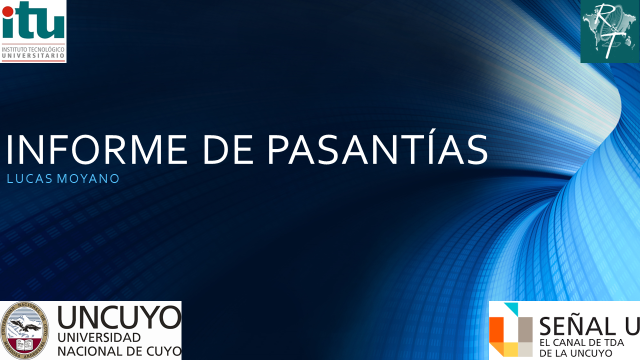 itu
INSTITUTO TECNOLÓGICO
UNIVERSITARIO
RT
INFORME DE PASANTÍAS
LUCAS MOYANO
UNCUYO
UNIVERSIDAD
NACIONAL DE CUYO
SEÑAL U
EL CANAL DE TDA
DE LA UNCUYO